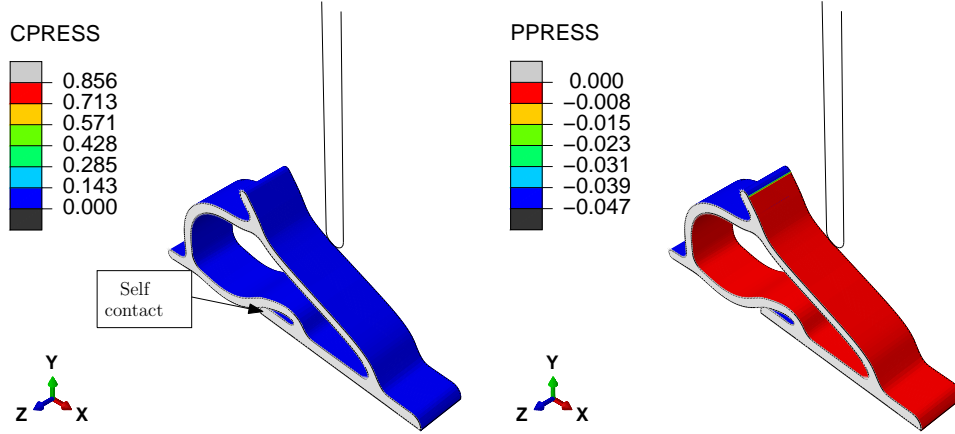 CPRESS
0.856
0.713
0.571
0.428
0.285
0.143
0.000
Self
contact
Y
Z
X
PPRESS
0.000
−0.008
−0.015
−0.023
−0.031
−0.039
−0.047
Y
Z
X